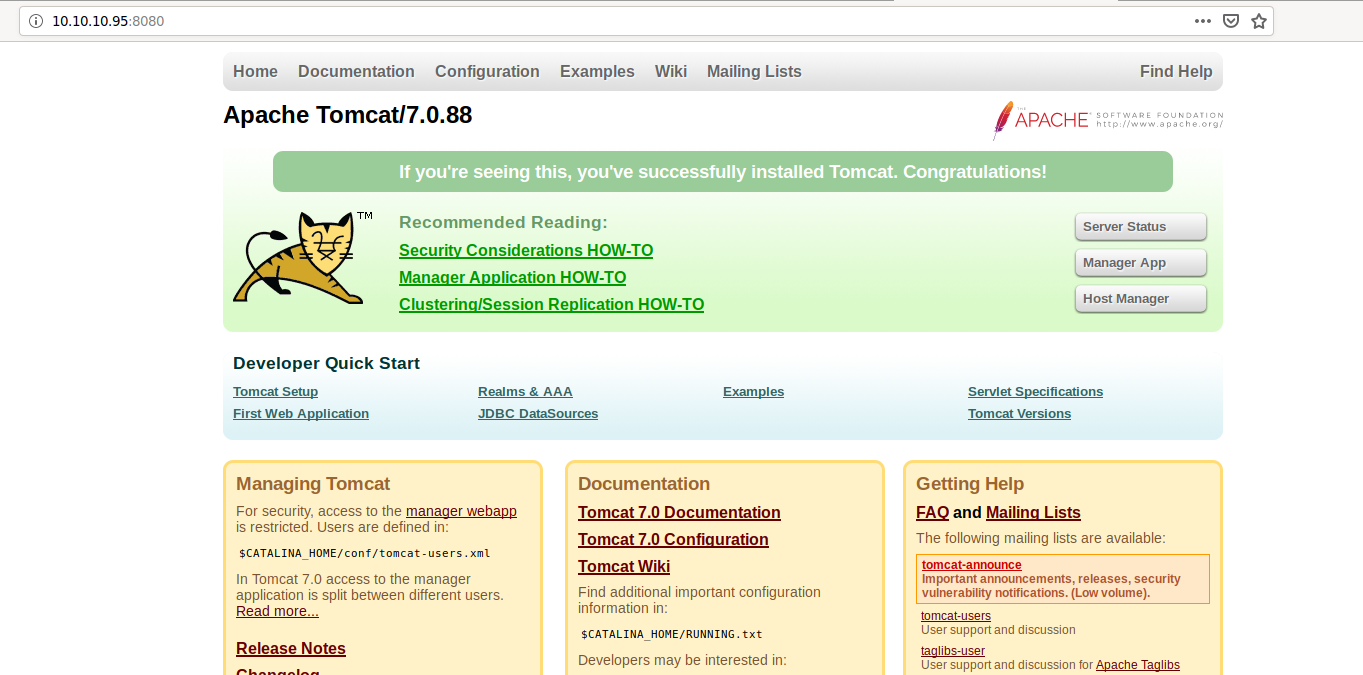 10.10.10.95:8080
Home Documentation Configuration Examples Wiki Mailing Lists Find Help
Apache Tomcat/7.0.88
THE
APACHE
SOFTWARE FOUNDATION
http://www.apache.org/
If you're seeing this, you've successfully installed Tomcat. Congratulations!
TM
Recommended Reading:
Security Considerations HOW-TO
Manager Application HOW-TO
Clustering/Session Replication HOW-TO
Server Status
Manager App
Host Manager
Developer Quick Start
Tomcat Setup
First Web Application
Realms & AAA
JDBC DataSources
Examples
Servlet Specifications
Tomcat Versions
Managing Tomcat
For security, access to the manager webapp
is restricted. Users are defined in:
$CATALINA_HOME/conf/tomcat-users.xml
In Tomcat 7.0 access to the manager
application is split between different users.
Read more...
Release Notes
Changelog
Documentation
Tomcat 7.0 Documentation
Tomcat 7.0 Configuration
Tomcat Wiki
Find additional important configuration
information in:
$CATALINA_HOME/RUNNING.txt
Developers may be interested in:
Getting Help
FAQ and Mailing Lists
The following mailing lists are available:
tomcat-announce
Important announcements, releases, security
vulnerability notifications. (Low volume).
tomcat-users
User support and discussion
taglibs-user
User support and discussion for Apache Taglibs